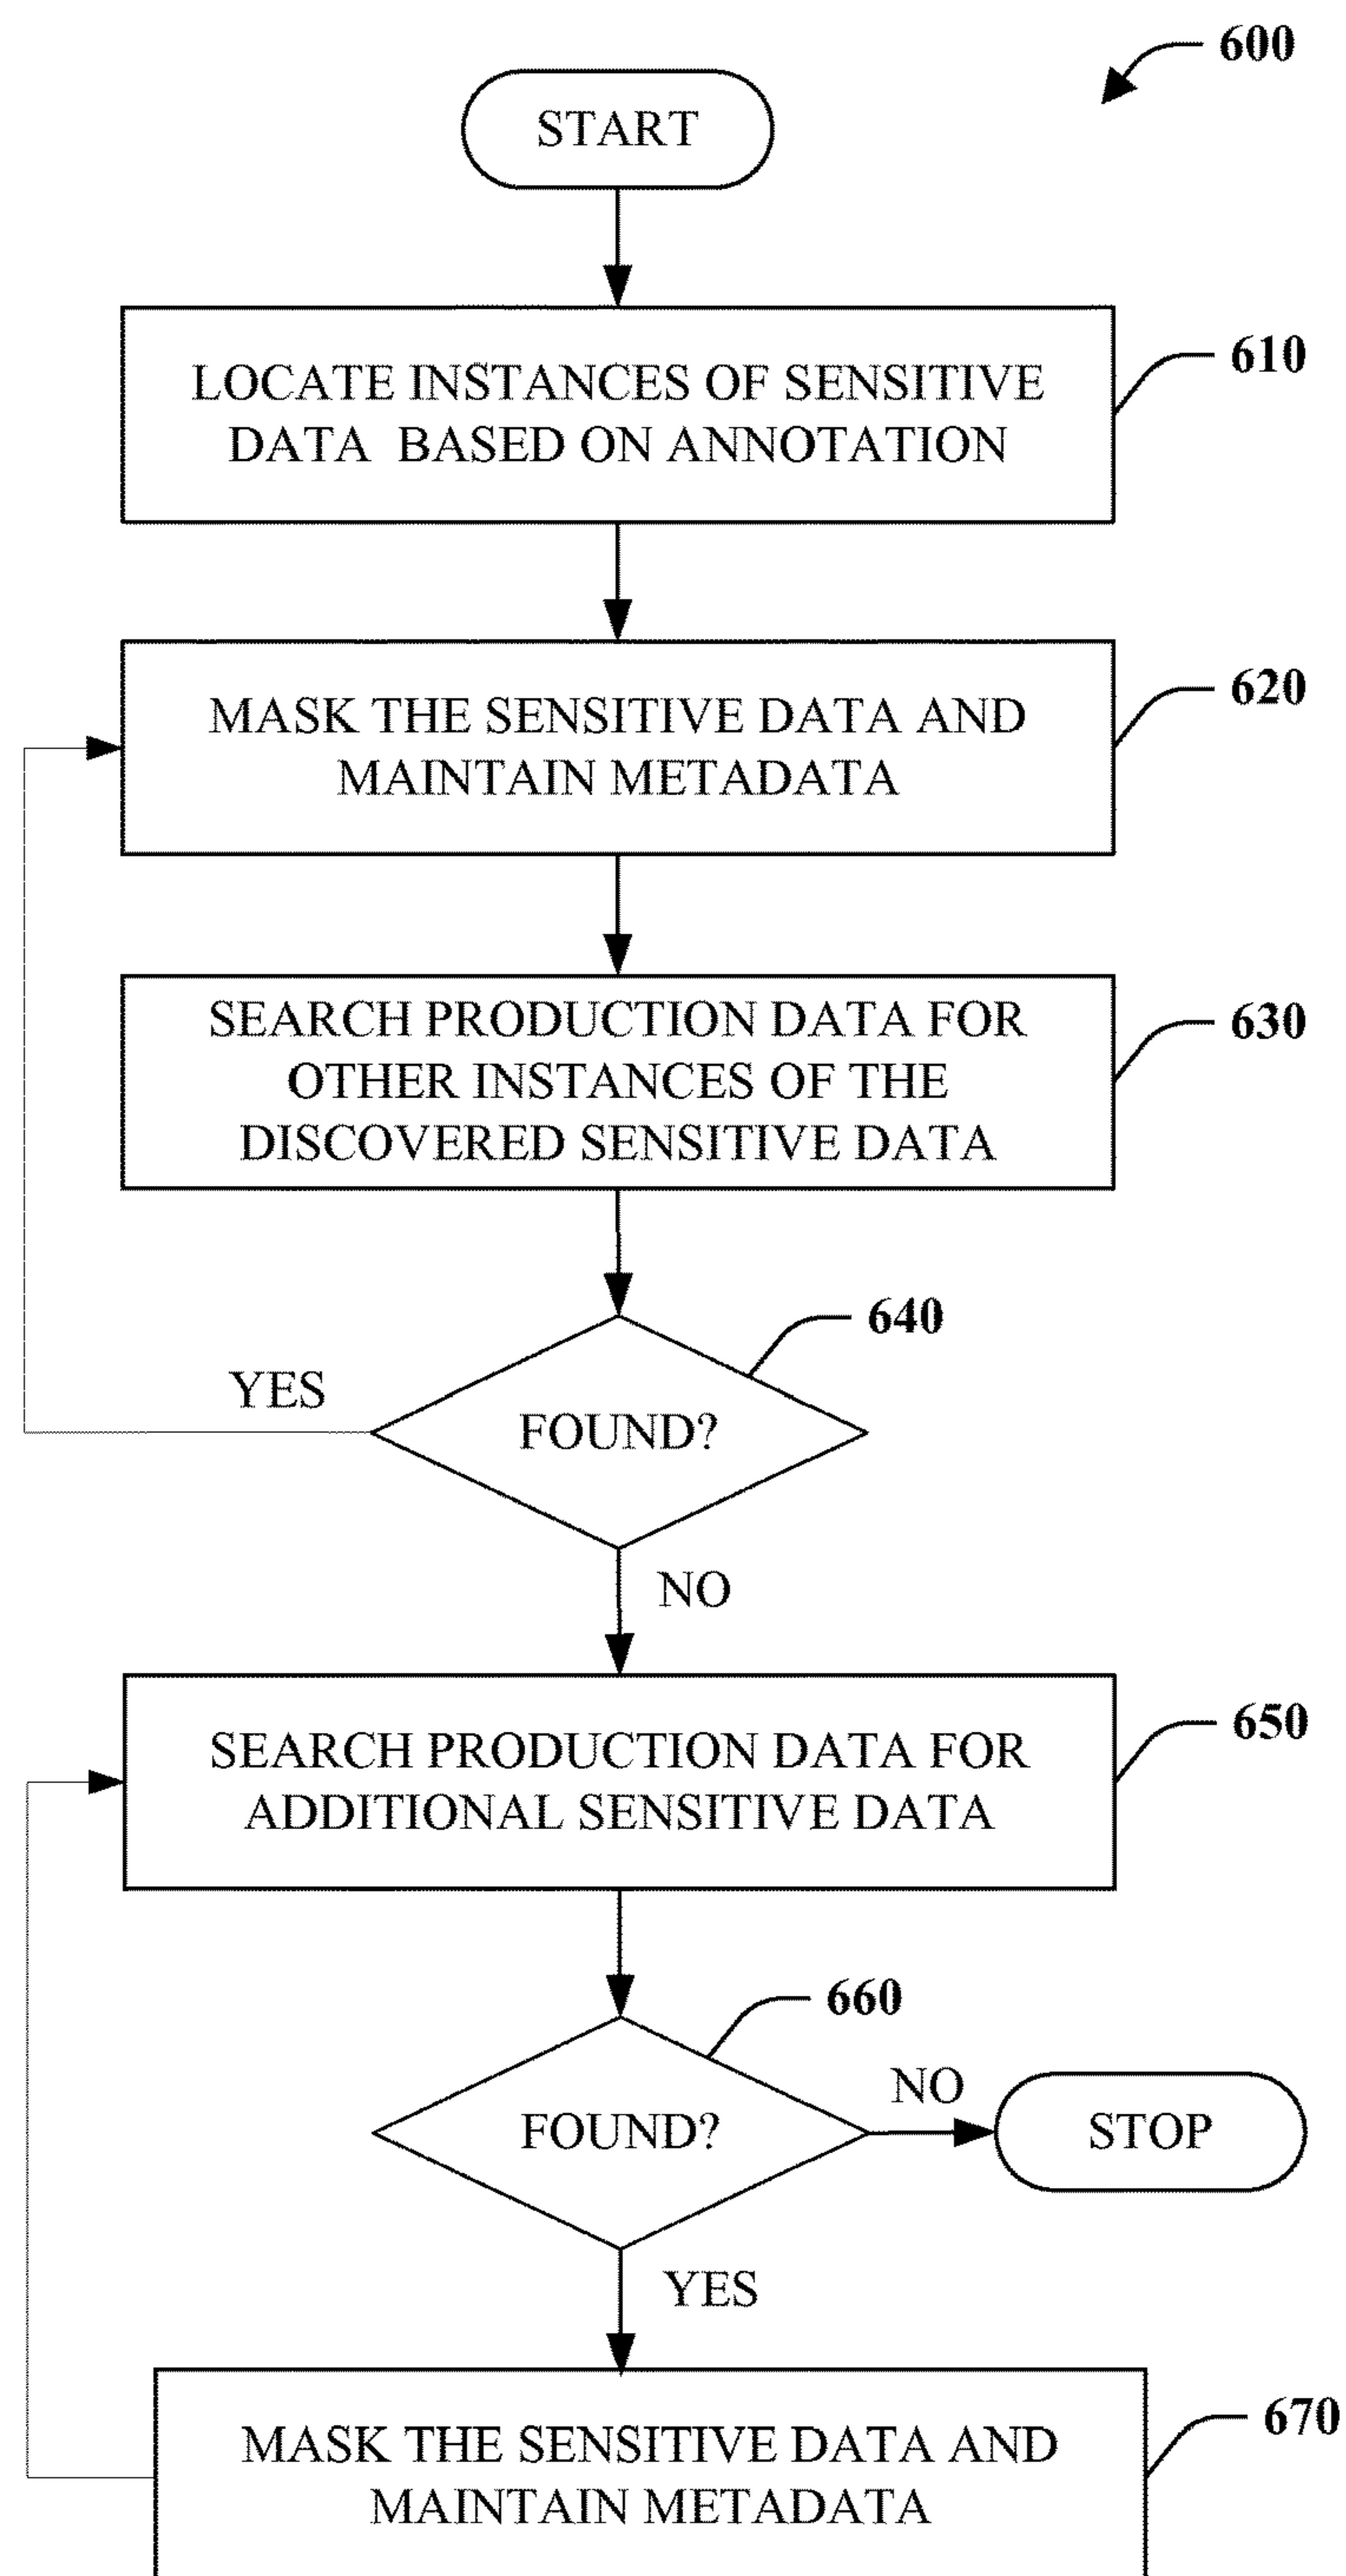 600
START
LOCATE INSTANCES OF SENSITIVE
DATA BASED ON ANNOTATION
610
MASK THE SENSITIVE DATA AND
MAINTAIN METADATA
620
SEARCH PRODUCTION DATA FOR
OTHER INSTANCES OF THE
DISCOVERED SENSITIVE DATA
630
640
FOUND?
YES
NO
SEARCH PRODUCTION DATA FOR
ADDITIONAL SENSITIVE DATA
650
660
FOUND?
NO
STOP
YES
MASK THE SENSITIVE DATA AND
MAINTAIN METADATA
670